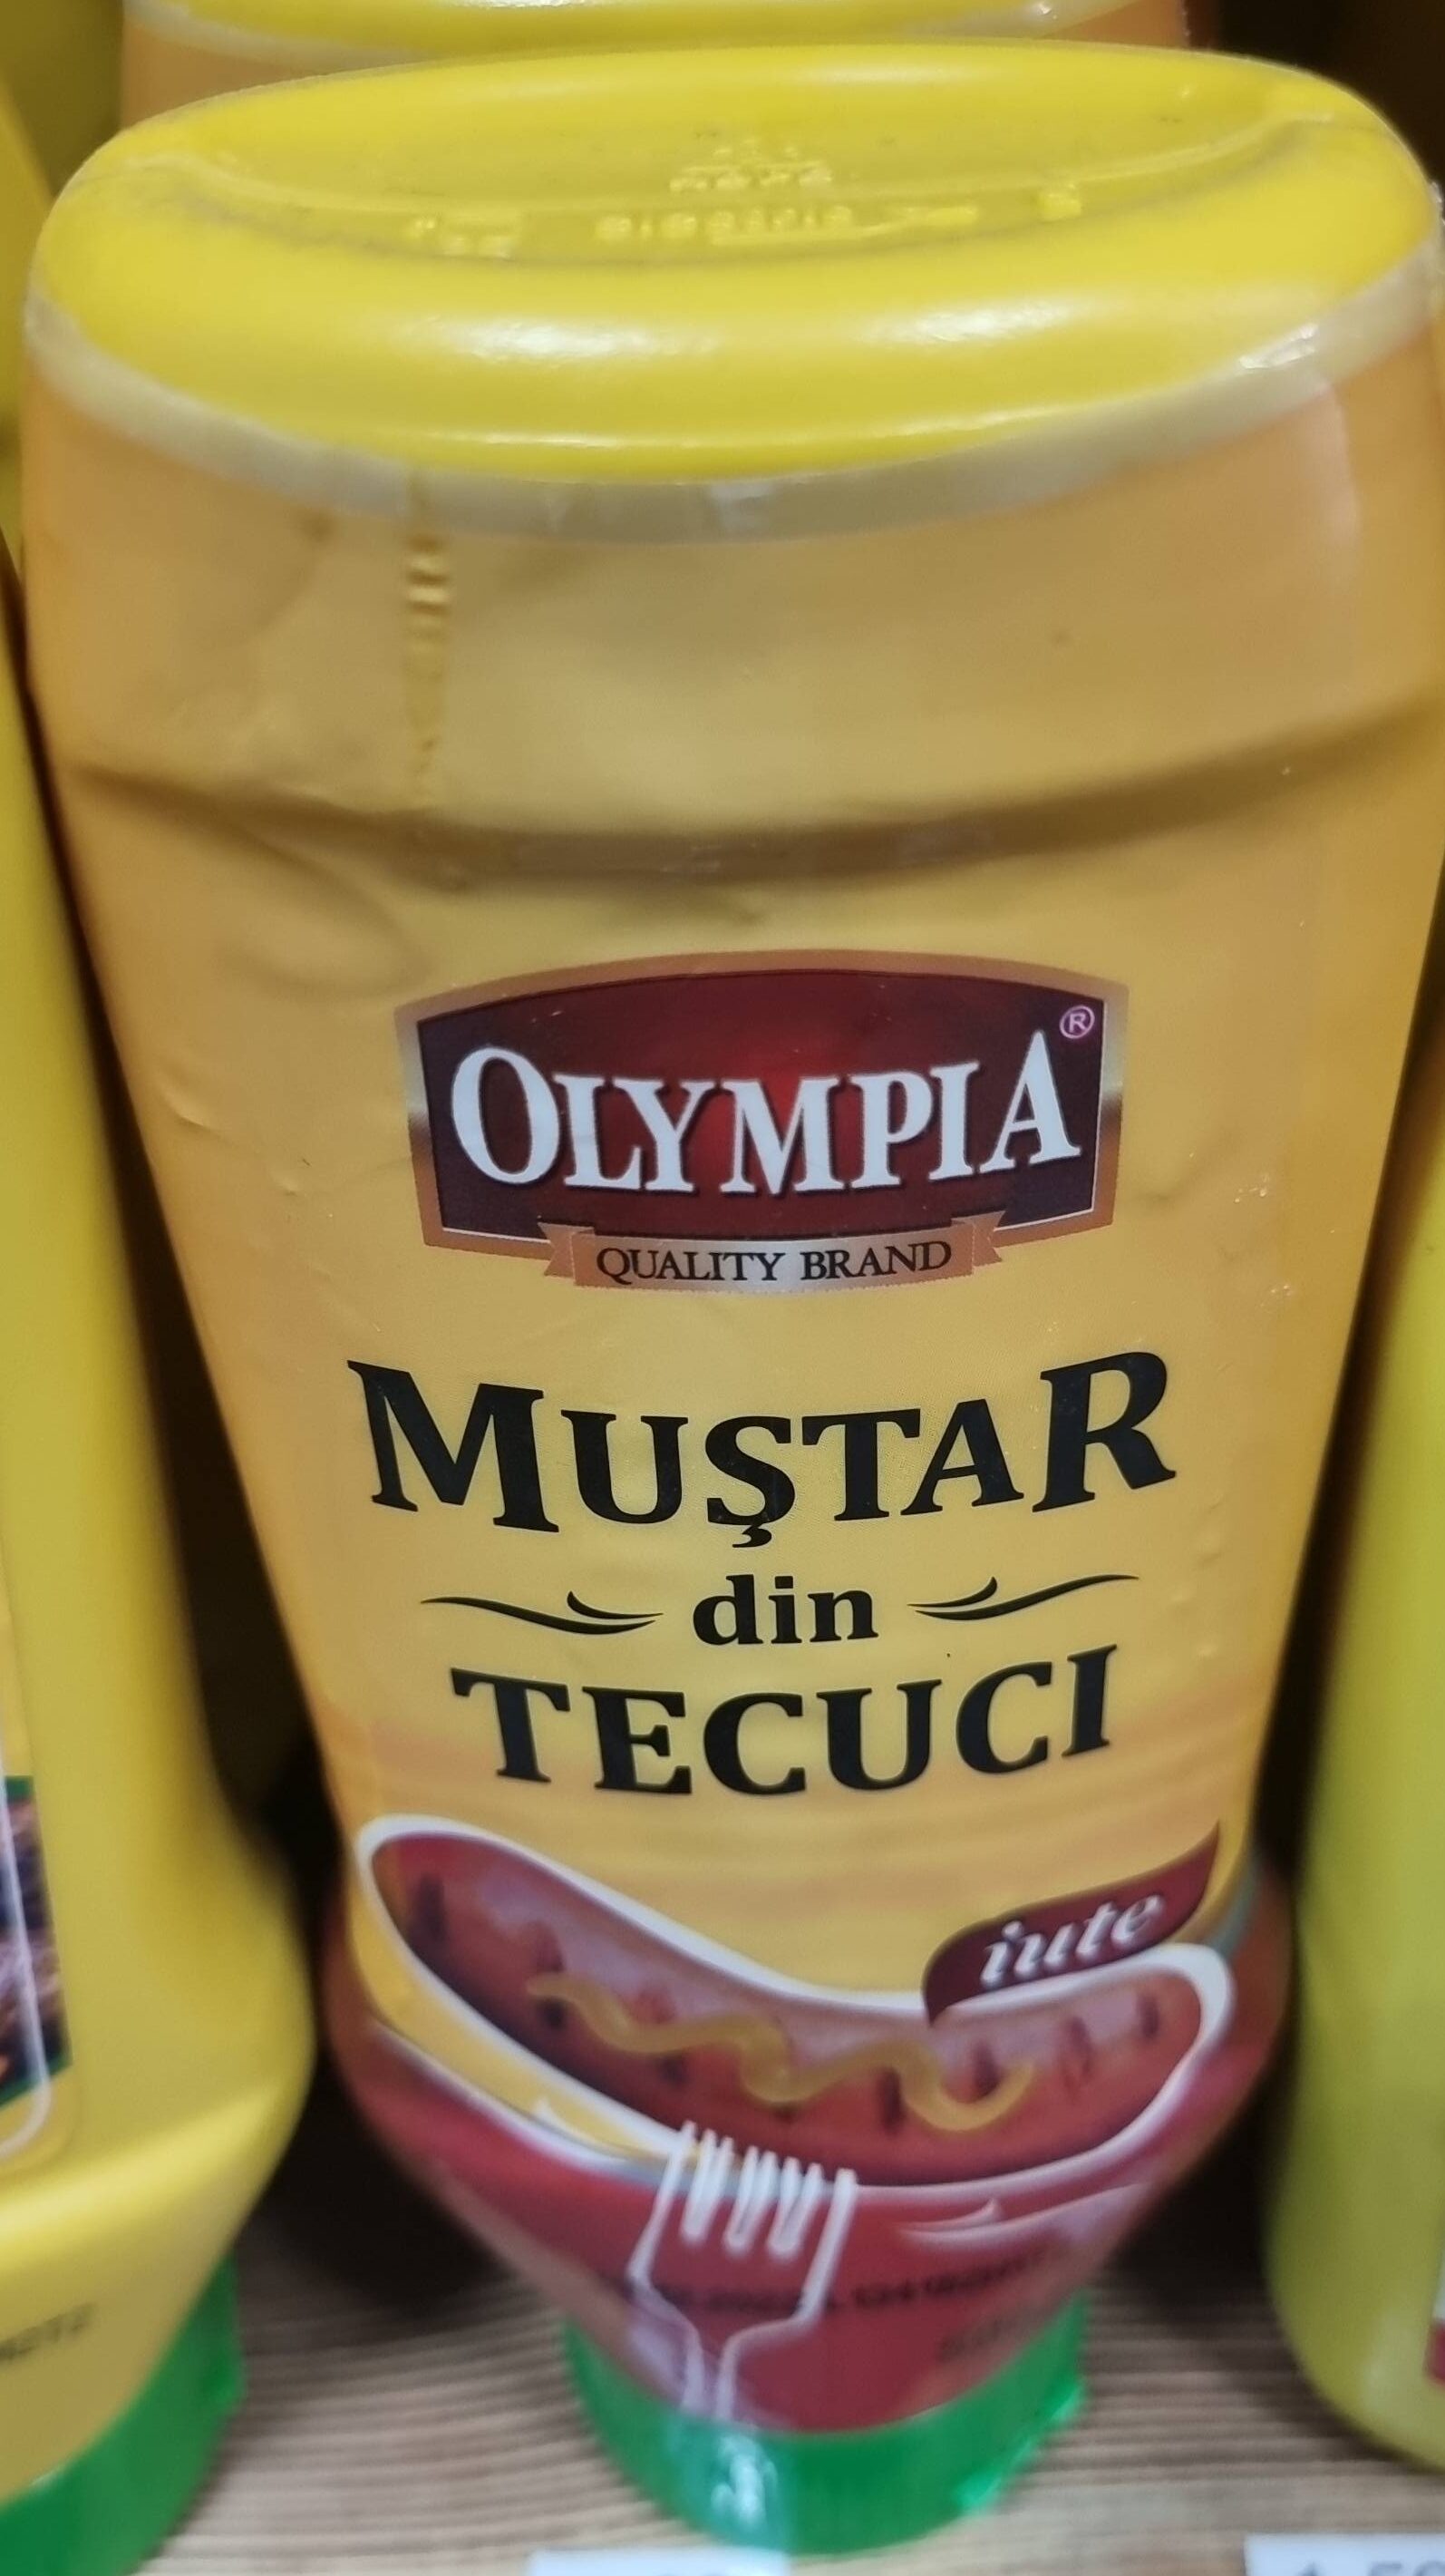 OLYMPIA®
QUALITY BRAND
MUŞTAR
din
TECUCI
iute